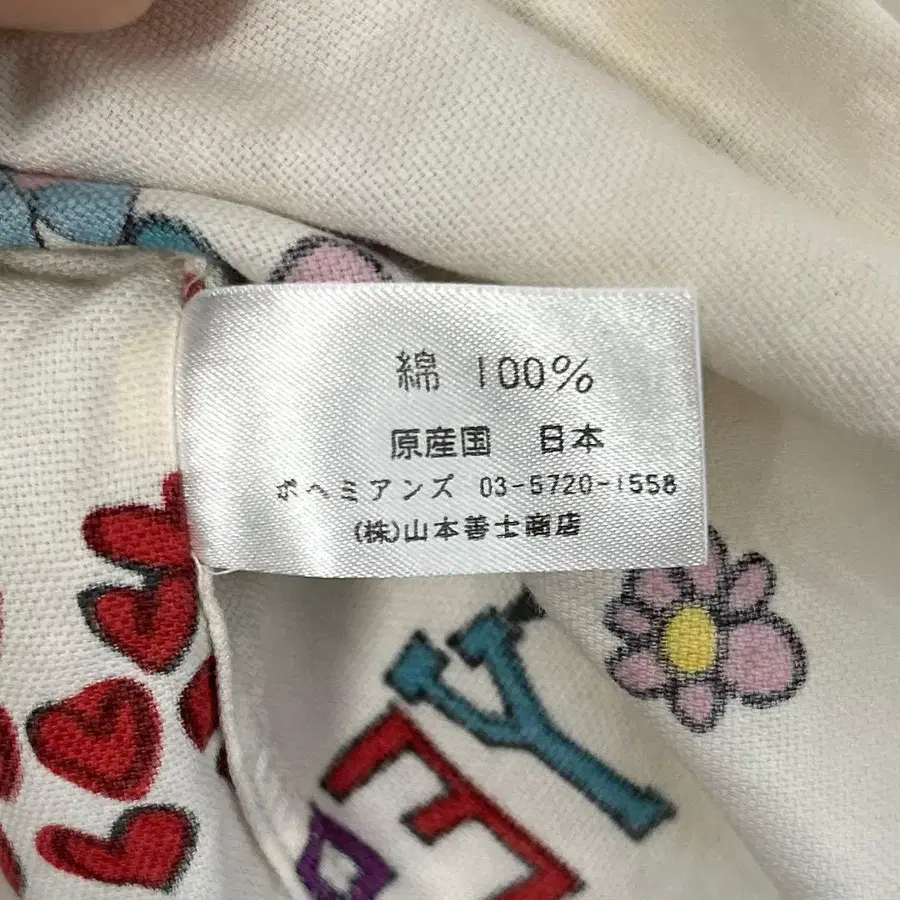 綿 100%
原産国 日本
ボヘミアンズ 03-5720-1558
(株)山本善士商店